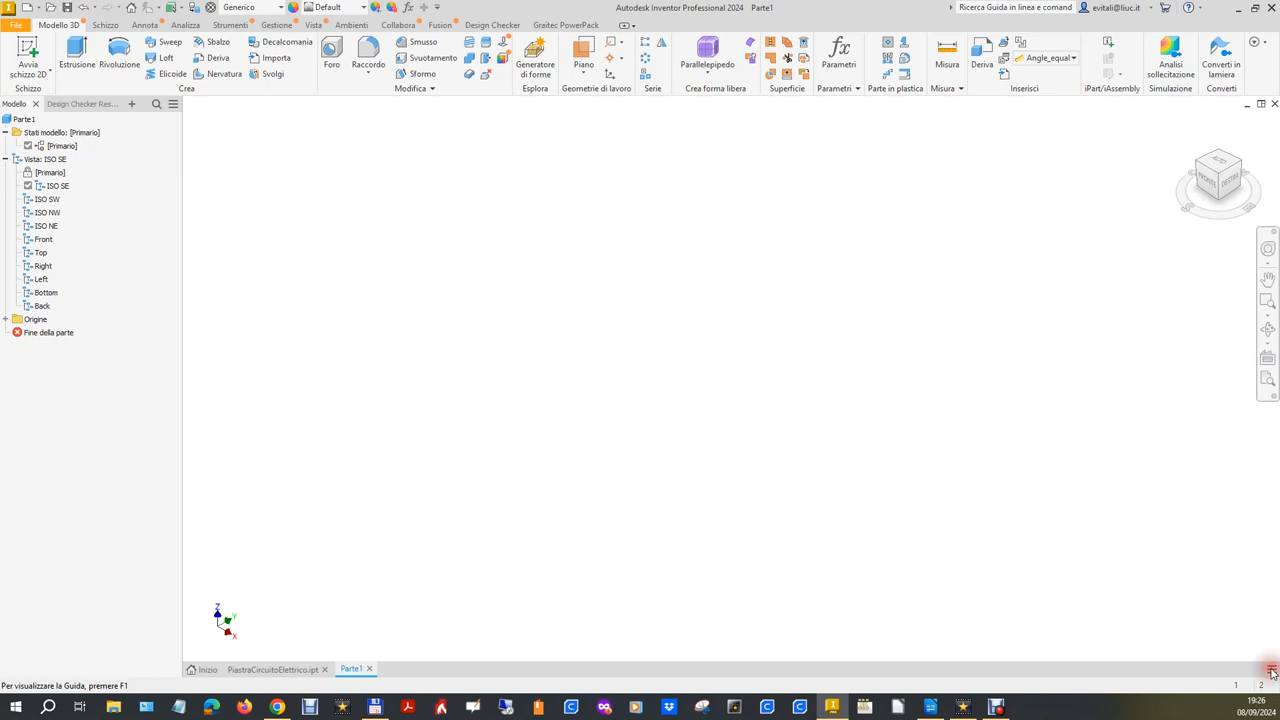 Autodesk Inventor Professional 2024 Parte1
Generico
Default
Ricerca Guida in linea e comand
evitali@liuc.it
File
Modello 3D
Schizzo
Annota
Analizza
Strumenti
Gestione
Vista
Ambienti
Collabora
Fusion
Design Checker
Graitec PowerPack
Avvia
schizzo 2D
Schizzo
Estrusione
Rivoluzione
Sweep
Loft
Elicoide
Sbalzo
Deriva
Nervatura
Decalcomania
Importa
Svolgi
Crea
Foro
Raccordo
Smusso
Svuotamento
Sformo
Modifica
Generatore
di forme
Esplora
Piano
Geometrie di lavoro
Serie
Parallelepipedo
Crea forma libera
Superficie
Parametri
Parametri
Parte in plastica
Misura
Misura
Deriva
Angle_equal
Inserisci
iPart/iAssembly
Analisi
sollecitazione
Simulazione
Converti in
lamiera
Converti
Modello
Design Checker Res...
Parte1
Stati modello: [Primario]
[Primario]
Vista: ISO SE
[Primario]
ISO SE
ISO SW
ISO NW
ISO NE
Front
Top
Right
Left
Bottom
Back
Origine
Fine della parte
ALTO
FRONTE
DESTRA
Z
Y
X
Inizio
PiastraCircuitoElettrico.ipt
Parte1
Per visualizzare la Guida, premere F1
1
2
19:26
08/09/2024